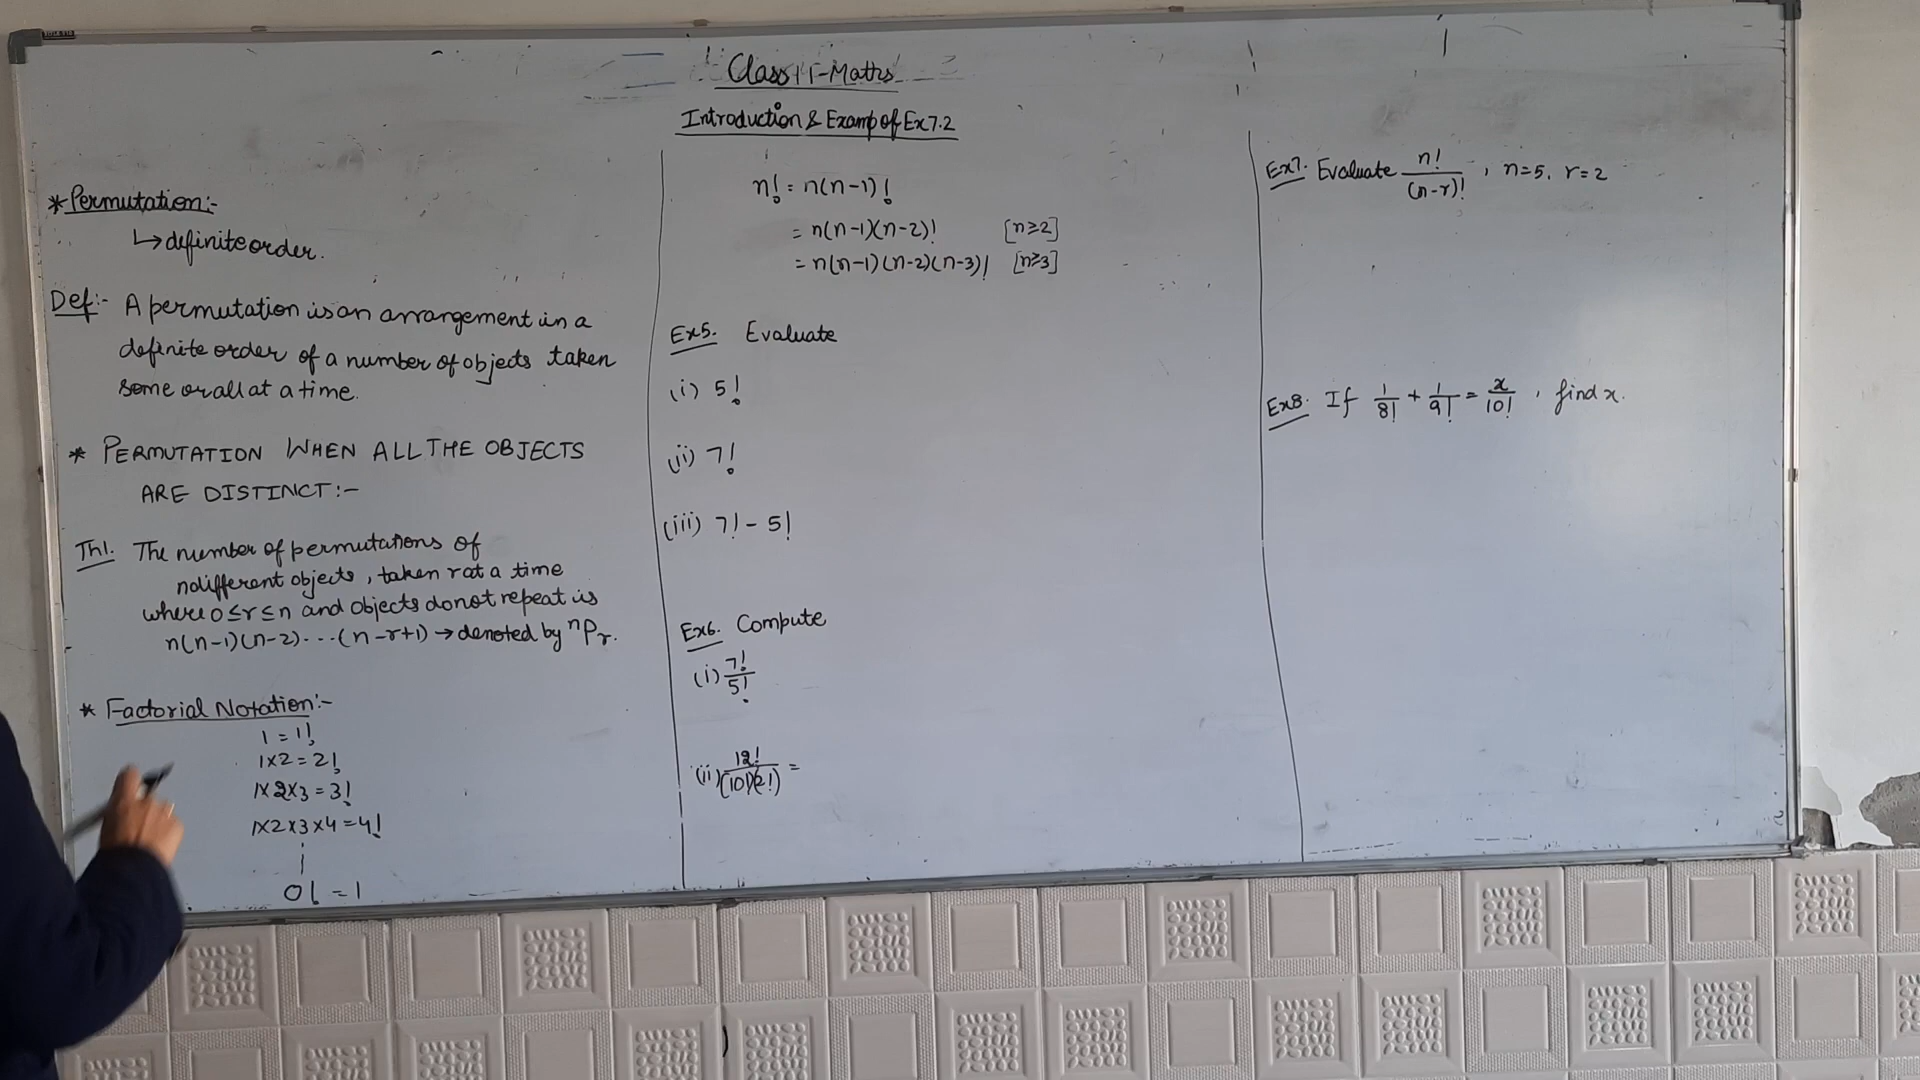 Class 11-Maths
Introduction & Examp of Ex 7.2
* Permutation:-
↳ definite order.
Def:- A permutation is an arrangement in a
definite order of a number of objects taken
some or all at a time.
* PERMUTATION WHEN ALL THE OBJECTS
ARE DISTINCT:-
Th1. The number of permutations of
n different objects, taken r at a time
where 0≤r≤n and objects do not repeat is
n(n-1)(n-2)...(n-r+1) → denoted by ⁿPᵣ.
* Factorial Notation:-
1 = 1!
1×2 = 2!
1×2×3 = 3!
1×2×3×4 = 4!
0! = 1
n! = n(n-1)!
= n(n-1)(n-2)! [n≥2]
= n(n-1)(n-2)(n-3)! [n≥3]
Ex5. Evaluate
(i) 5!
(ii) 7!
(iii) 7! - 5!
Ex6. Compute
(i) 7!/5!
(ii) 12!/(10!)(2!) =
Ex7. Evaluate n!/(n-r)! , n=5, r=2
Ex8. If 1/8! + 1/9! = x/10! , find x.